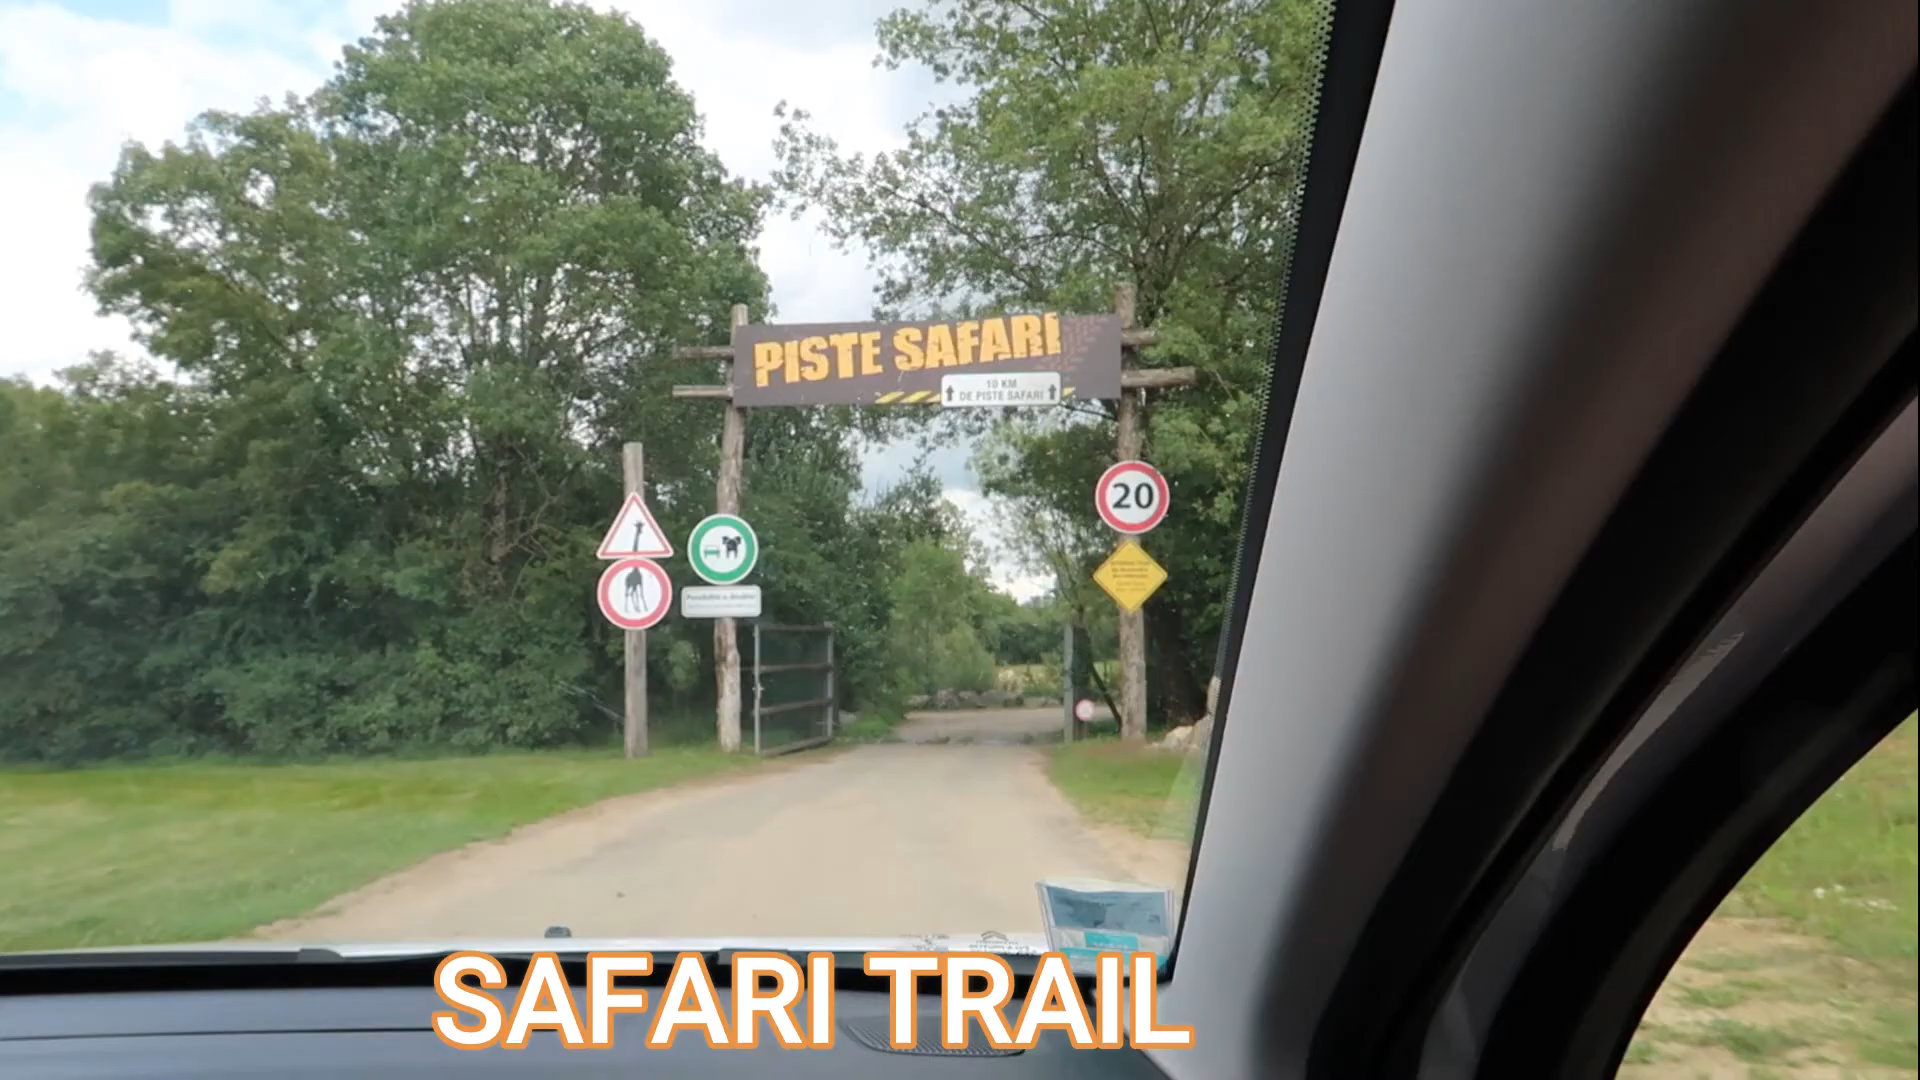 PISTE SAFARI
10 KM
DE PISTE SAFARI
20
SAFARI TRAIL